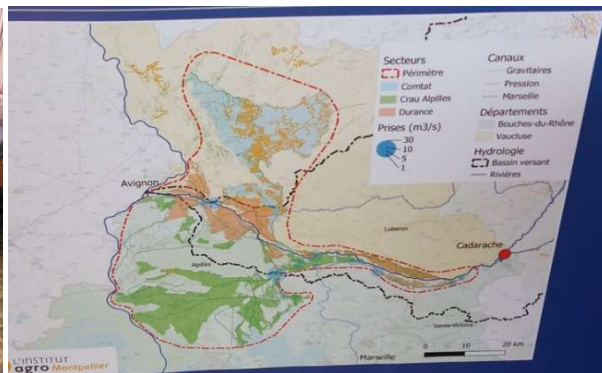 Secteurs
Périmètre
Comtat
Crau Alpilles
Durance
Prises (m3/s)
30
10
5
1
Canaux
Gravitaires
Pression
Marseille
Départements
Bouches-du-Rhône
Vaucluse
Hydrologie
Bassin versant
Rivières
Avignon
Luberon
Cadarache
Alpilles
Sainte-Victoire
Marseille
0 10 20 km
L'INSTITUT
agro Montpellier